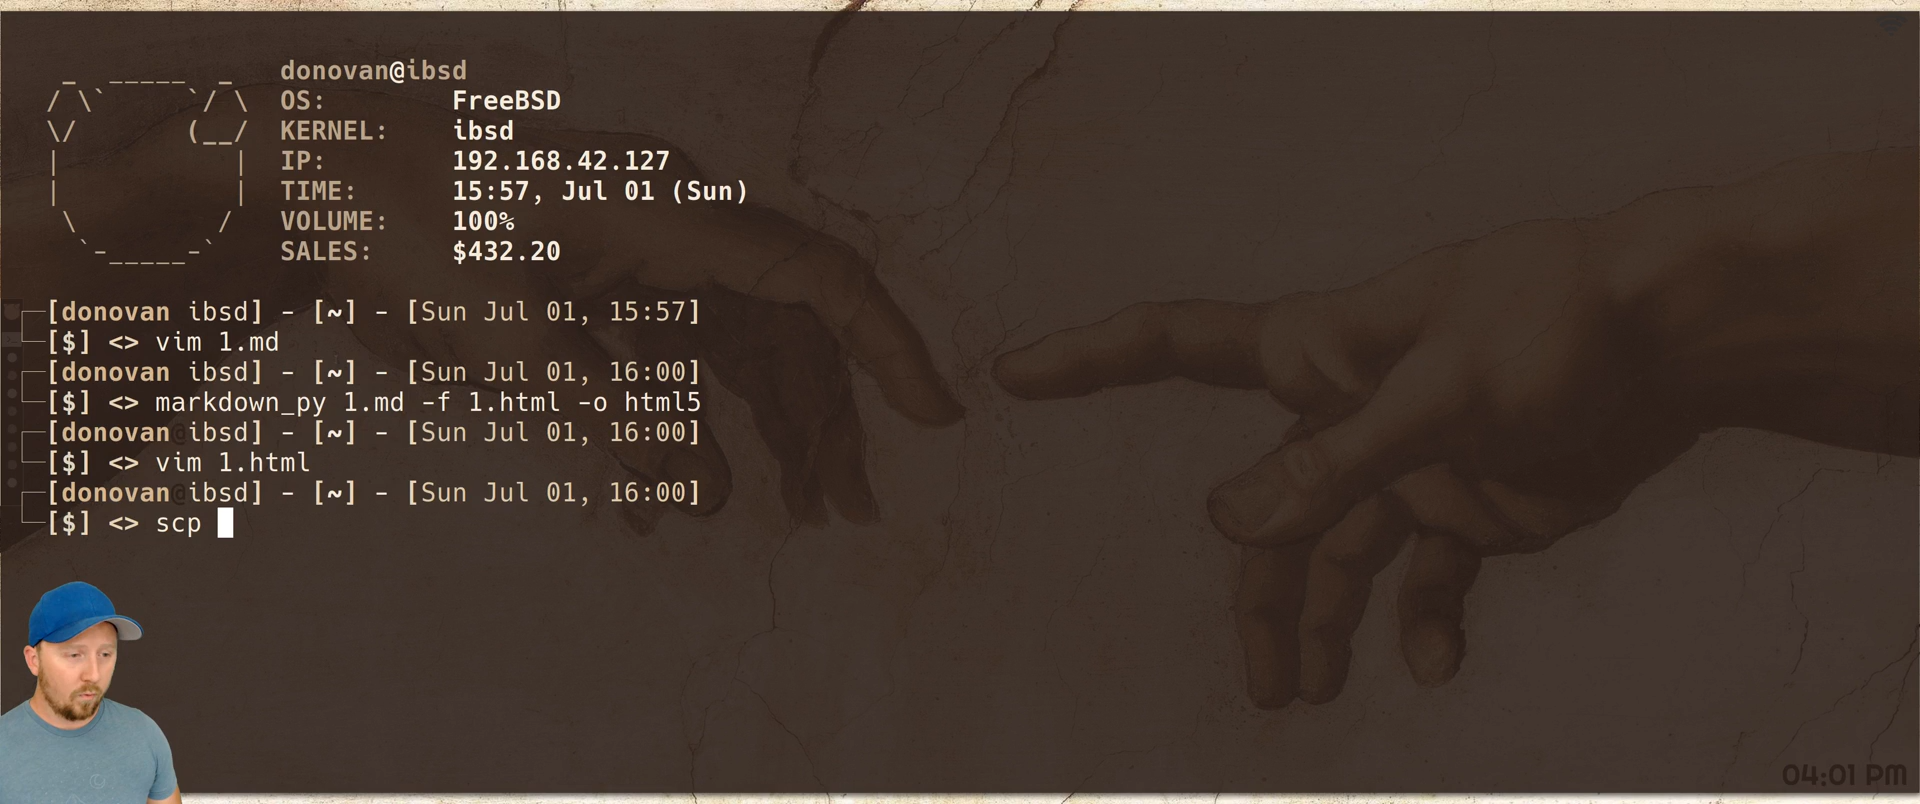 donovan@ibsd
OS: FreeBSD
KERNEL: ibsd
IP: 192.168.42.127
TIME: 15:57, Jul 01 (Sun)
VOLUME: 100%
SALES: $432.20
[donovan ibsd] - [~] - [Sun Jul 01, 15:57]
[$] <> vim 1.md
[donovan ibsd] - [~] - [Sun Jul 01, 16:00]
[$] <> markdown_py 1.md -f 1.html -o html5
[donovan@ibsd] - [~] - [Sun Jul 01, 16:00]
[$] <> vim 1.html
[donovan@ibsd] - [~] - [Sun Jul 01, 16:00]
[$] <> scp
04:01 PM